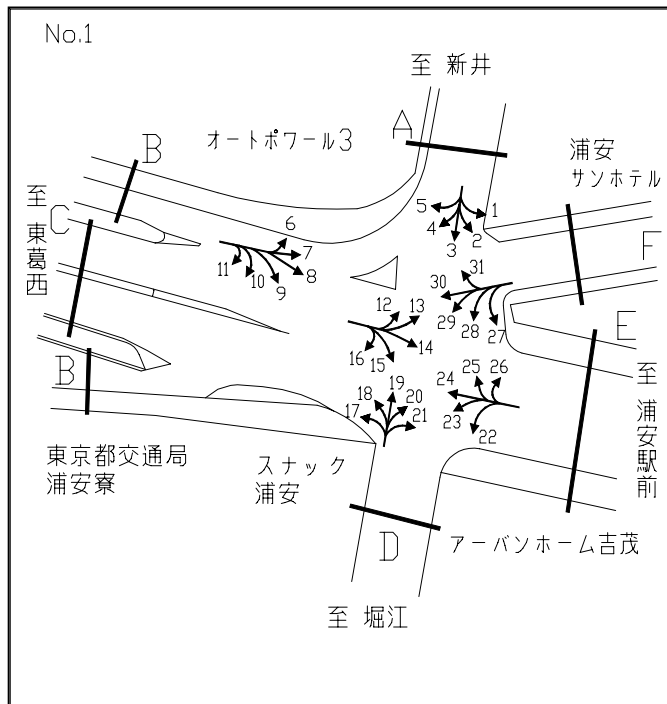 No.1
至 新井
オートポワール3
A
浦安
サンホテル
B
至 東葛西
C
5
1
4
2
3
6
7
8
9
10
11
F
31
30
29
28
27
12
13
14
15
16
E
至 浦安駅前
24
25
26
23
22
19
18
20
17
21
B
東京都交通局
浦安寮
スナック
浦安
D
アーバンホーム吉茂
至 堀江